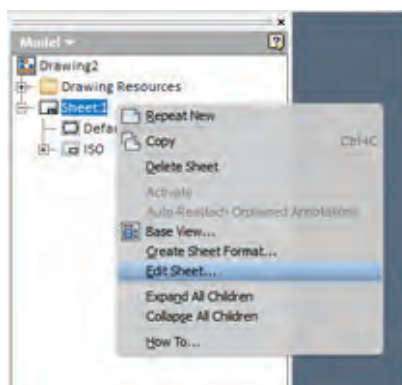 Model
Drawing2
Drawing Resources
Sheet:1
Defa
ISO
Repeat New
Copy Ctrl+C
Delete Sheet
Activate
Auto-Reattach Orphaned Annotations
Base View...
Create Sheet Format...
Edit Sheet...
Expand All Children
Collapse All Children
How To...